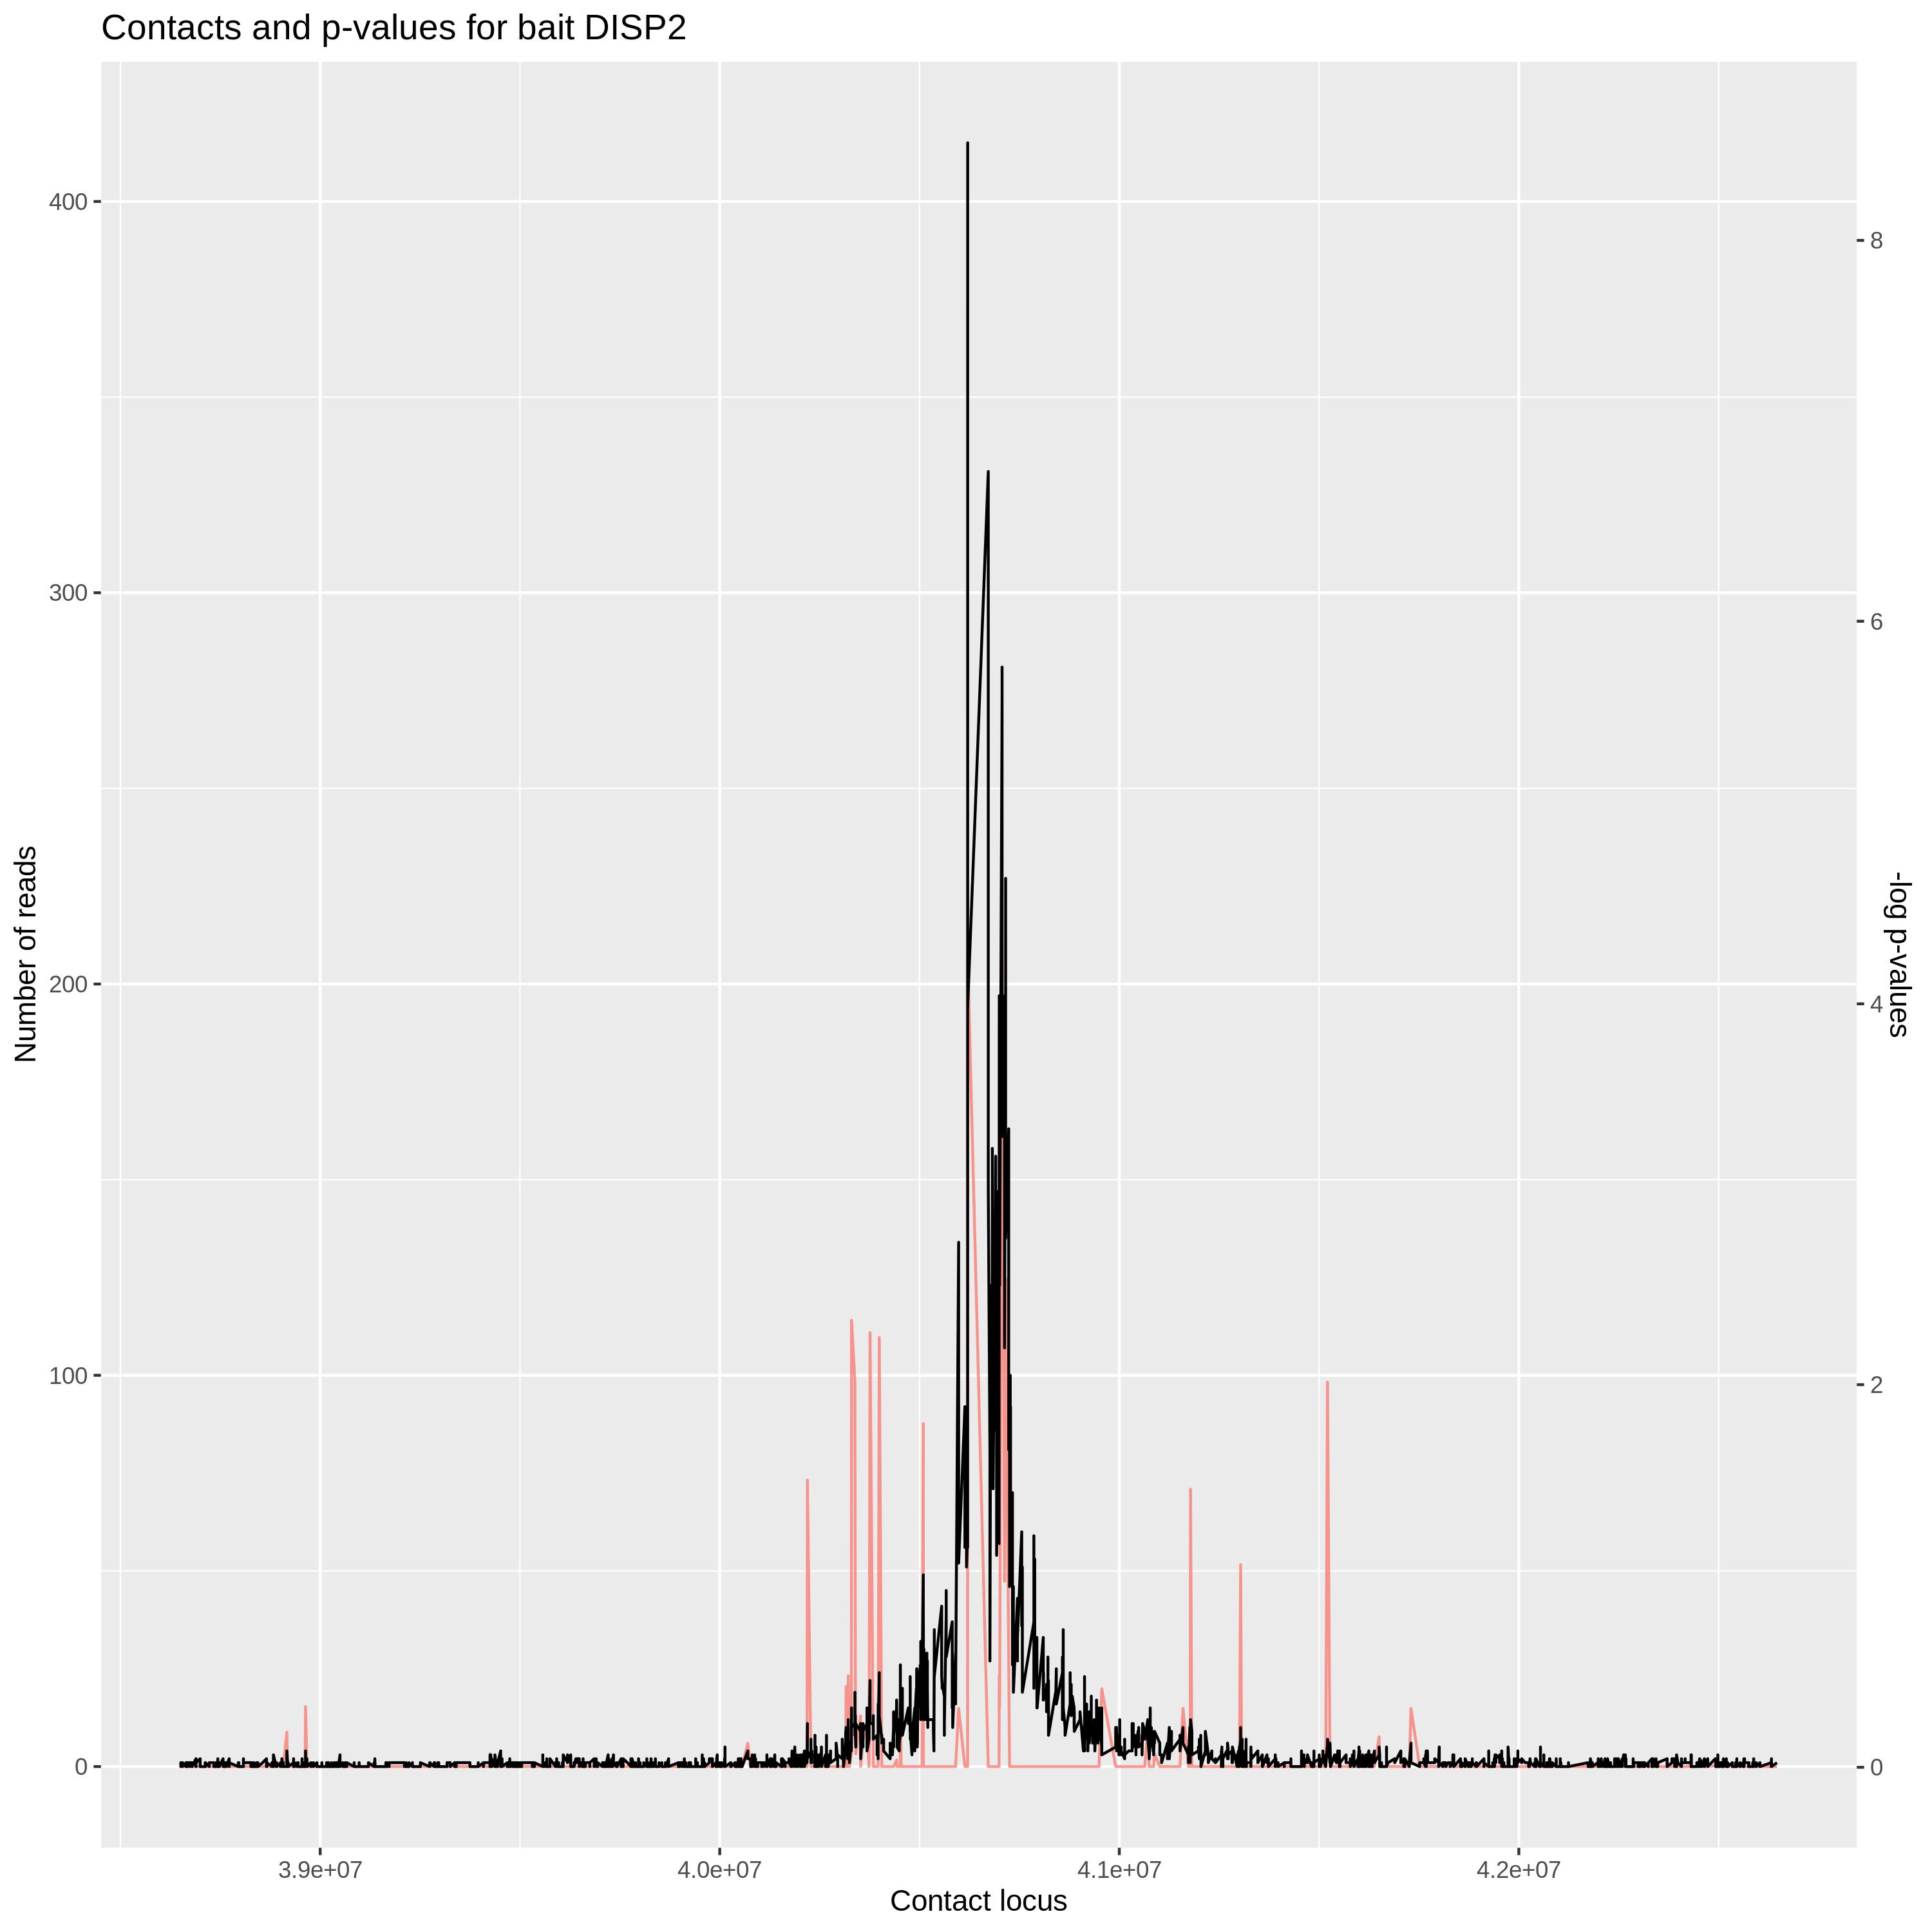 Contacts and p-values for bait DISP2
400
300
200
100
0
Number of reads
8
6
4
2
0
-log p-values
3.9e+07
4.0e+07
4.1e+07
4.2e+07
Contact locus